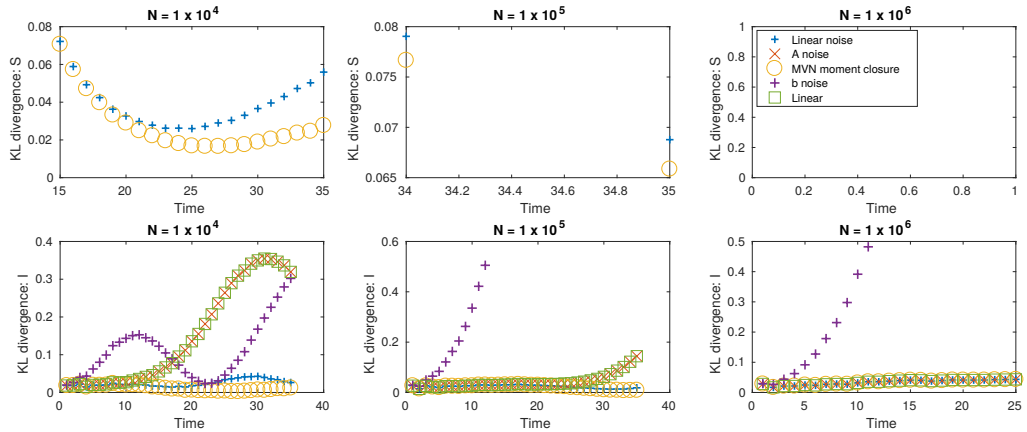 N = 1 x 10^4
KL divergence: S
0.08
0.06
0.04
0.02
0
15
20
25
30
35
Time
N = 1 x 10^5
KL divergence: S
0.08
0.075
0.07
0.065
34
34.2
34.4
34.6
34.8
35
Time
N = 1 x 10^6
KL divergence: S
1
0.8
0.6
0.4
0.2
0
0
0.2
0.4
0.6
0.8
1
Time
Linear noise
A noise
MVN moment closure
b noise
Linear
N = 1 x 10^4
KL divergence: I
0.4
0.3
0.2
0.1
0
0
10
20
30
40
Time
N = 1 x 10^5
KL divergence: I
0.6
0.4
0.2
0
0
10
20
30
40
Time
N = 1 x 10^6
KL divergence: I
0.5
0.4
0.3
0.2
0.1
0
0
5
10
15
20
25
Time